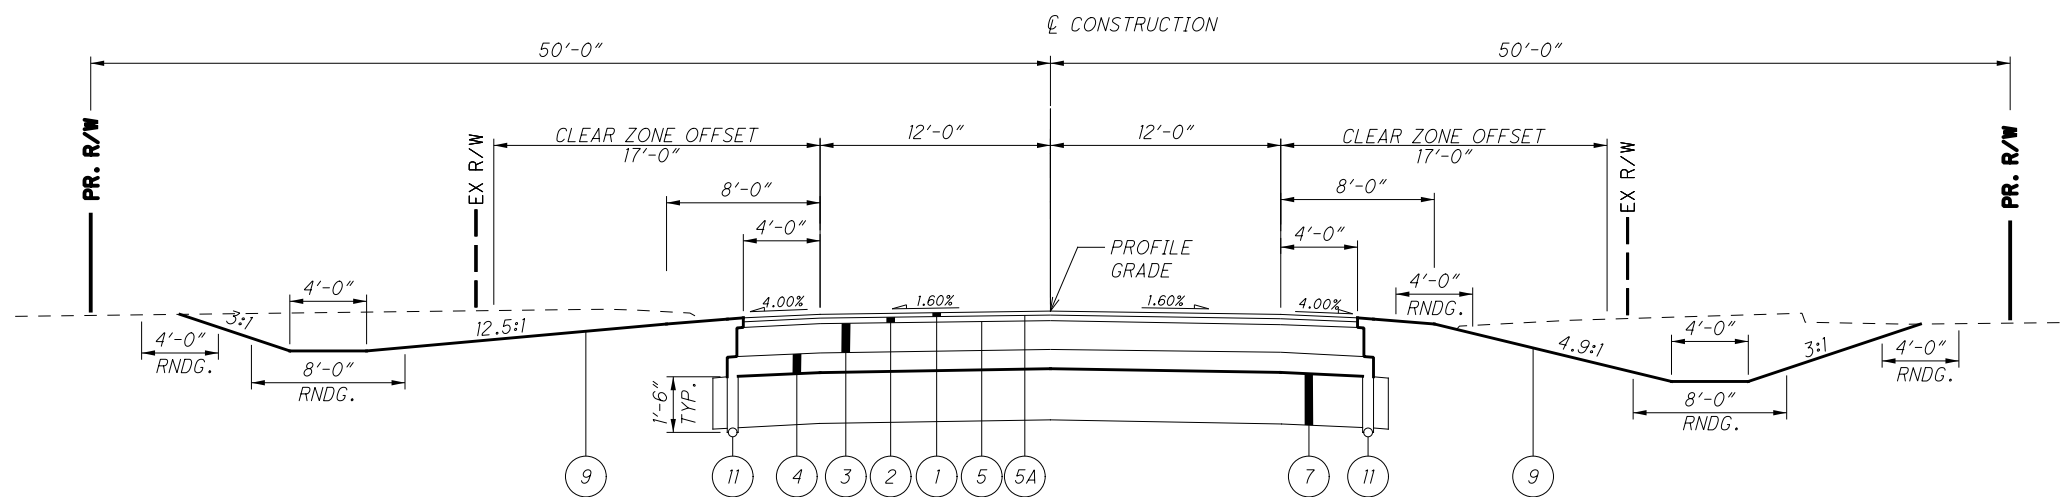 ℄ CONSTRUCTION
50'-0" 50'-0"
PR. R/W
EX R/W
CLEAR ZONE OFFSET
17'-0"
12'-0" 12'-0"
CLEAR ZONE OFFSET
17'-0"
EX R/W
PR. R/W
8'-0" 8'-0"
4'-0" 4'-0"
PROFILE
GRADE
4'-0" 4.00% 1.60% 1.60% 4.00% 4'-0"
RNDG.
3:1 12.5:1 4.9:1 4'-0" 3:1
4'-0"
RNDG.
8'-0"
RNDG.
1'-6"
TYP.
8'-0"
RNDG.
4'-0"
RNDG.
9 11 4 3 2 1 5 5A 7 11 9